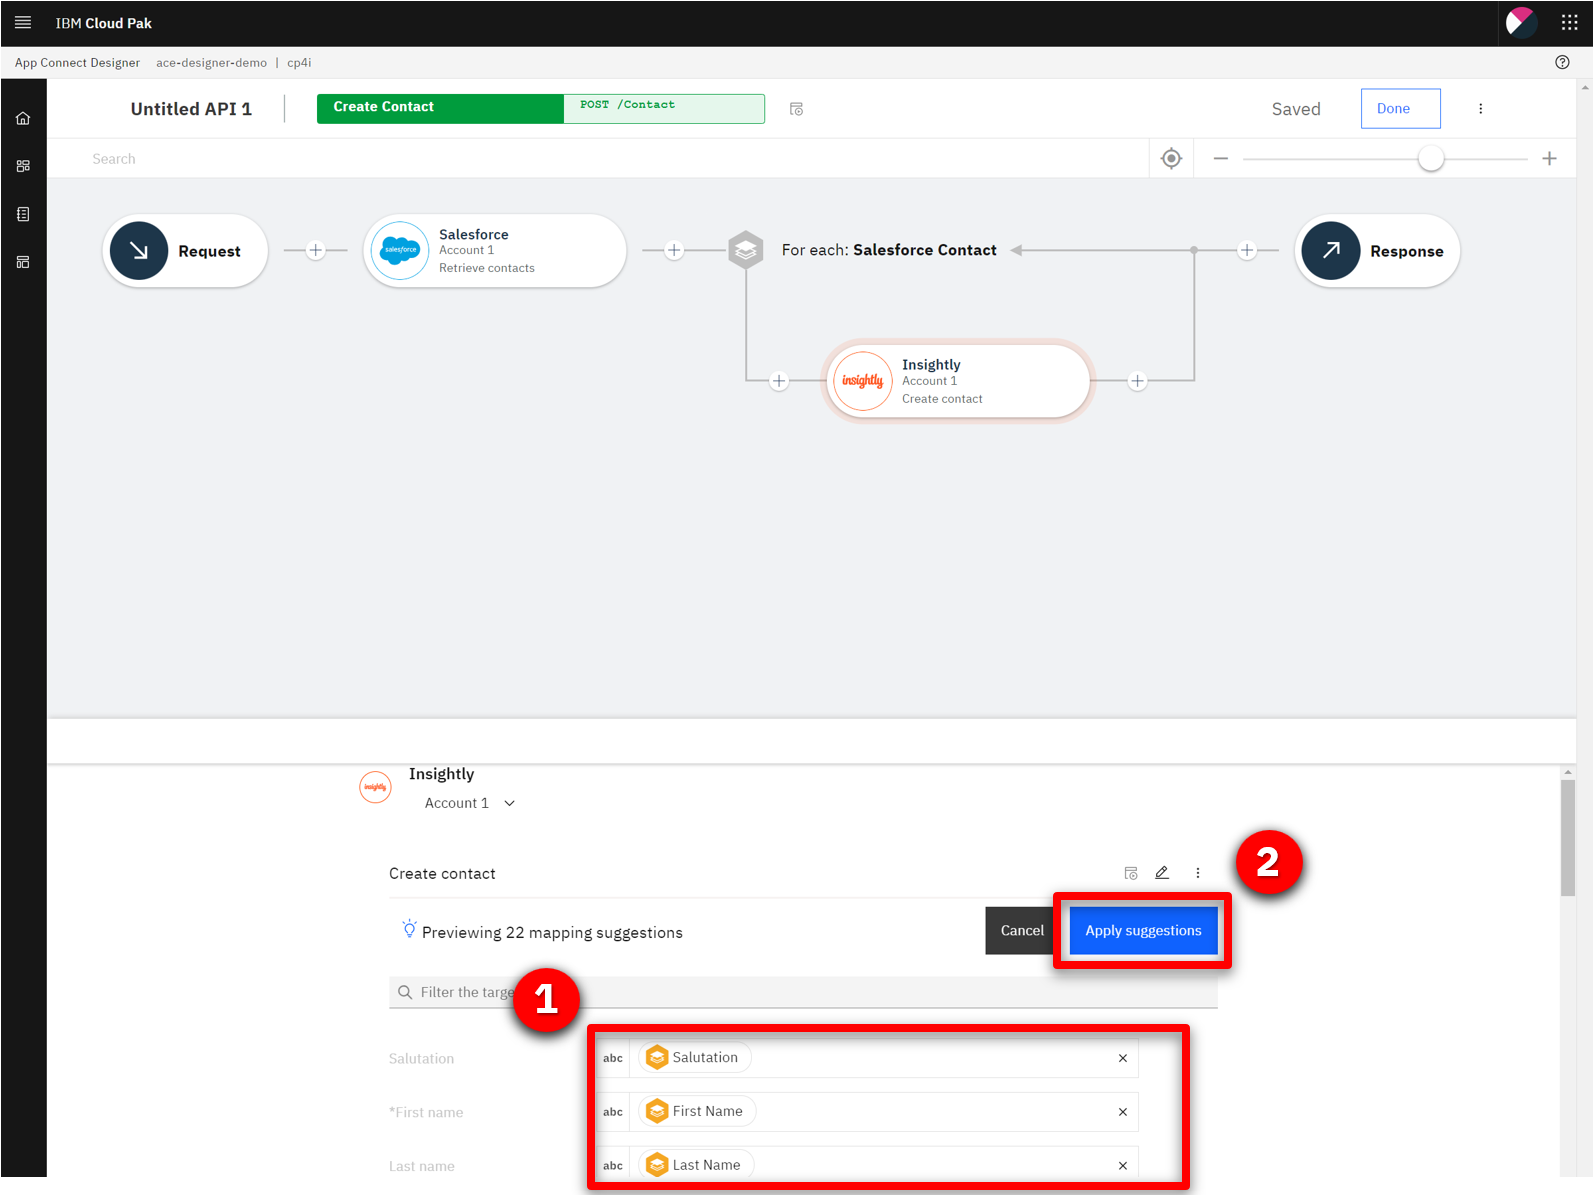 IBM Cloud Pak
App Connect Designer ace-designer-demo | cp4i
Untitled API 1
Create Contact
POST /Contact
Saved
Done
Search
Request
salesforce
Salesforce
Account 1
Retrieve contacts
For each: Salesforce Contact
Response
insightly
Insightly
Account 1
Create contact
insightly
Insightly
Account 1
Create contact
2
Previewing 22 mapping suggestions
Cancel
Apply suggestions
Filter the targe
1
Salutation
abc
Salutation
*First name
abc
First Name
Last name
abc
Last Name